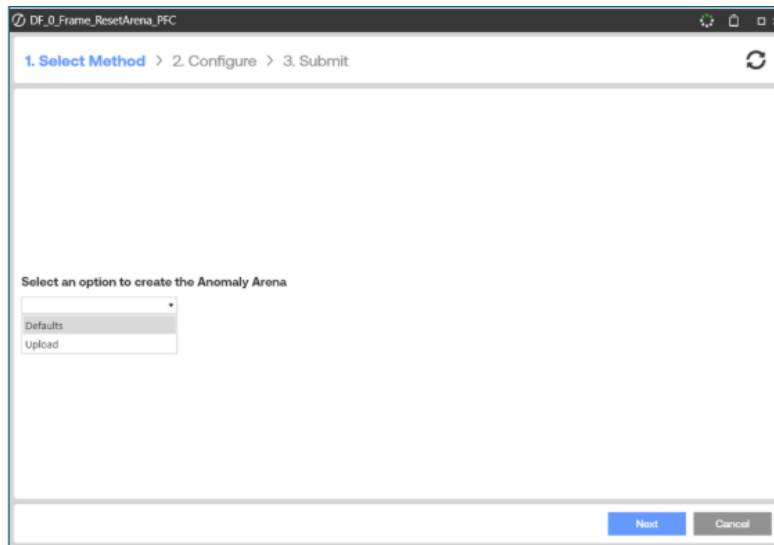 DF_0_Frame_ResetArena_PFC
1. Select Method > 2. Configure > 3. Submit
Select an option to create the Anomaly Arena
Defaults
Upload
Next Cancel